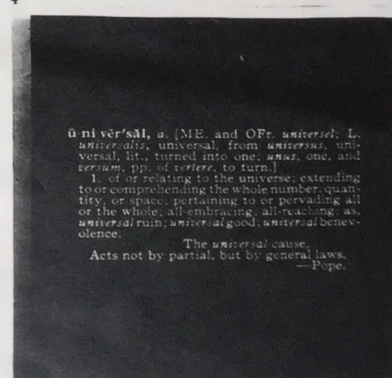 ū-ni-vẽr′săl, a. [ME. and OFr. universel; L.
universalis, universal, from universus, uni-
versal, lit., turned into one; unus, one, and
versum, pp. of vertere, to turn.]
1. of or relating to the universe; extending
to or comprehending the whole number, quan-
tity, or space; pertaining to or pervading all
or the whole; all-embracing, all-reaching; as,
universal ruin; universal good; universal benev-
olence.
The universal cause,
Acts not by partial, but by general laws.
—Pope.